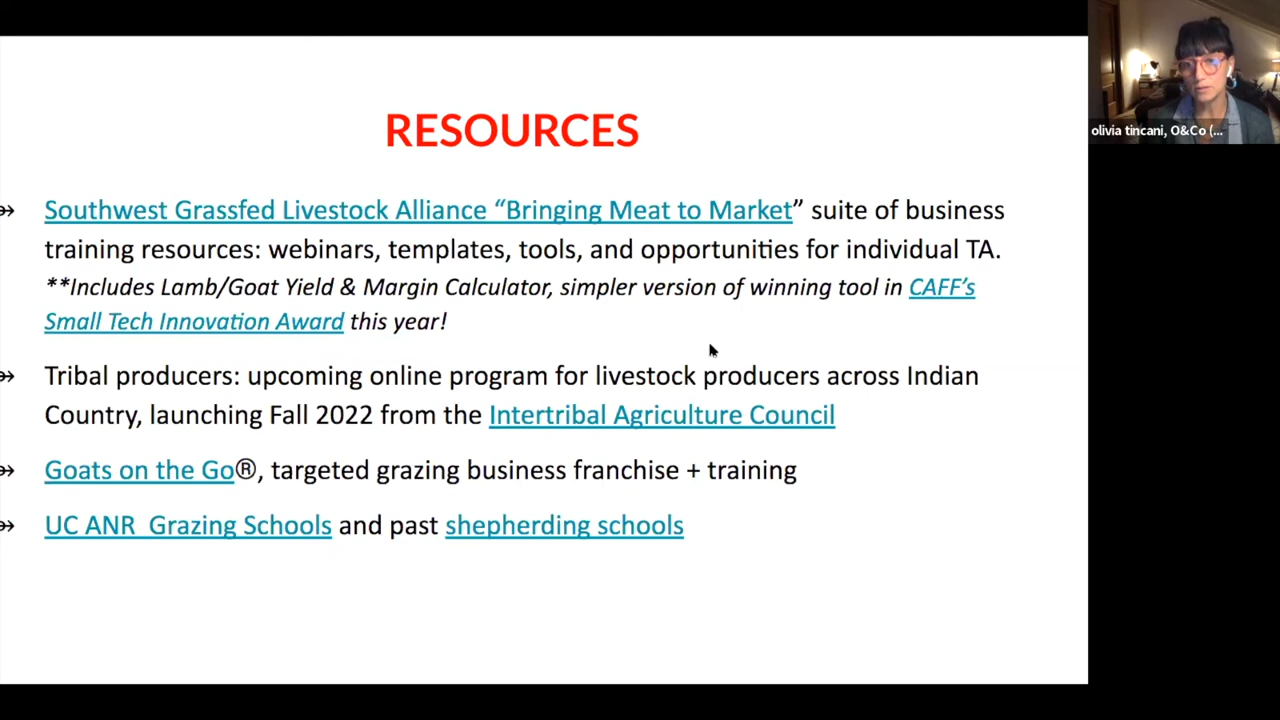 RESOURCES
Southwest Grassfed Livestock Alliance “Bringing Meat to Market” suite of business
training resources: webinars, templates, tools, and opportunities for individual TA.
**Includes Lamb/Goat Yield & Margin Calculator, simpler version of winning tool in CAFF’s
Small Tech Innovation Award this year!
Tribal producers: upcoming online program for livestock producers across Indian
Country, launching Fall 2022 from the Intertribal Agriculture Council
Goats on the Go®, targeted grazing business franchise + training
UC ANR  Grazing Schools and past shepherding schools
olivia tincani, O&Co (...